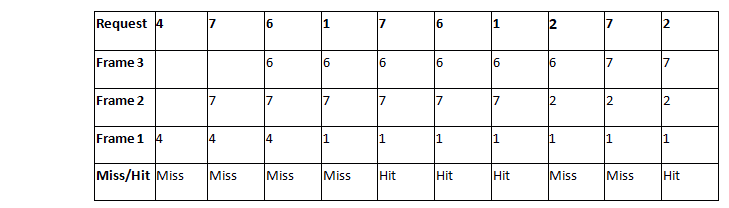 Request 4 7 6 1 7 6 1 2 7 2
Frame 3 6 6 6 6 6 6 7 7
Frame 2 7 7 7 7 7 7 2 2 2
Frame 1 4 4 4 1 1 1 1 1 1 1
Miss/Hit Miss Miss Miss Miss Hit Hit Hit Miss Miss Hit